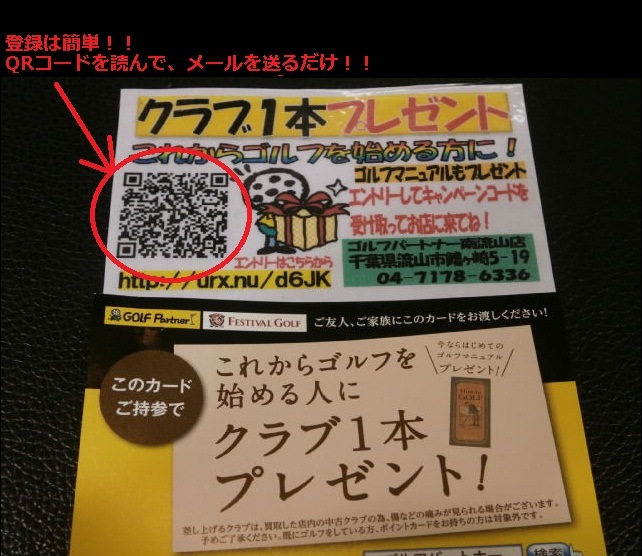 登録は簡単！！
QRコードを読んで、メールを送るだけ！！
クラブ1本プレゼント
これからゴルフを始める方に！
ゴルフマニュアルもプレゼント
エントリーしてキャンペーンコードを
受け取ってお店に来てね！
エントリーはこちらから
http://urx.nu/d6JK
ゴルフパートナー南流山店
千葉県流山市鰭ヶ崎5-19
04-7178-6336
GOLF Partner
FESTIVAL GOLF
ご友人、ご家族にこのカードをお渡しください！
このカード
ご持参で
これからゴルフを
始める人に
クラブ1本
プレゼント！
今ならはじめての
ゴルフマニュアル
プレゼント！
How to
GOLF
差し上げるクラブは、買取した店内の中古クラブの為、傷などの痛みが見られる場合がございます。
予めご了承ください。既にゴルフをしている方、ポイントカードをお持ちの方は対象外です。
ゴルフパートナー
検索